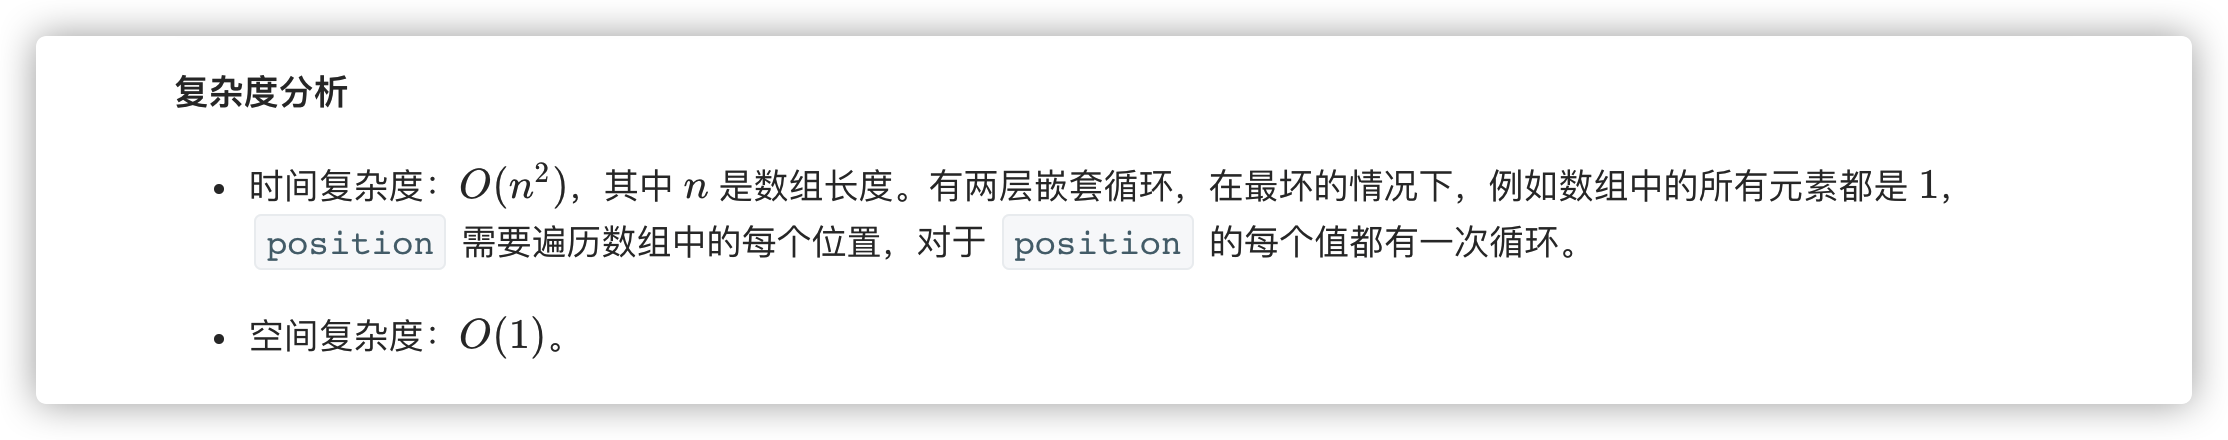 复杂度分析
• 时间复杂度：O(n²)，其中 n 是数组长度。有两层嵌套循环，在最坏的情况下，例如数组中的所有元素都是 1，
position 需要遍历数组中的每个位置，对于 position 的每个值都有一次循环。
• 空间复杂度：O(1)。